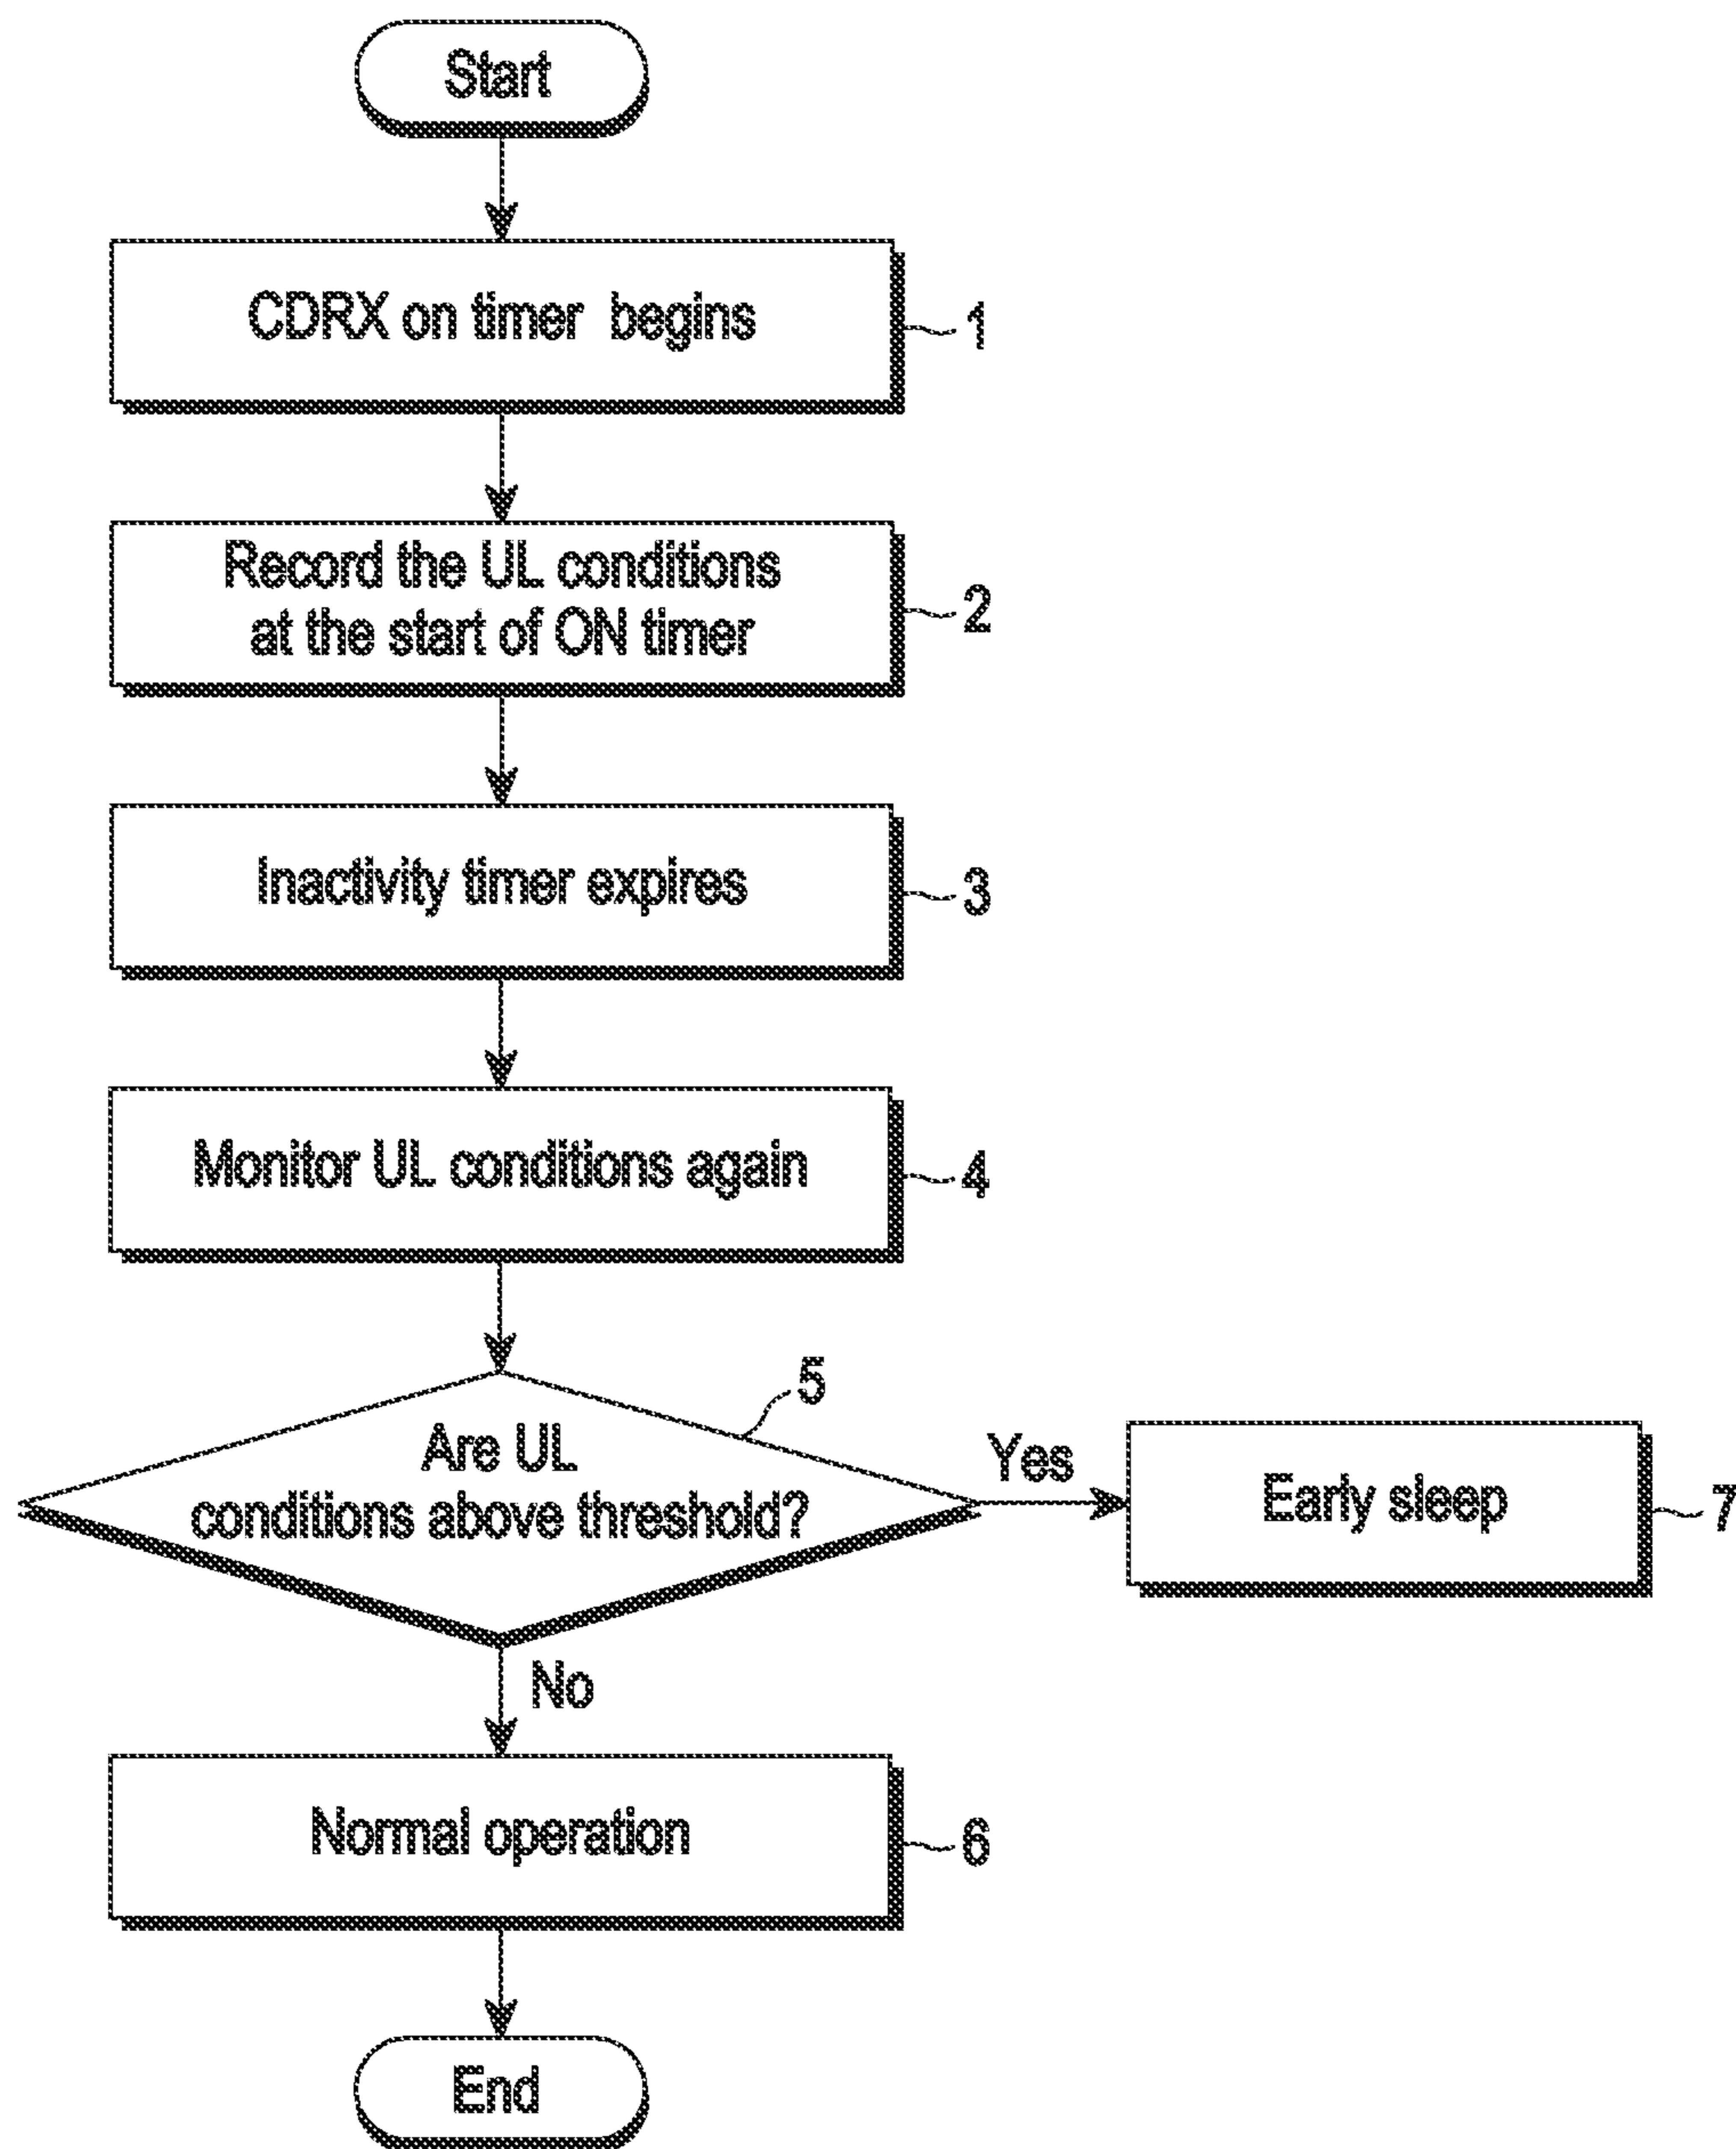 Start
CDRX on timer begins
1
Record the UL conditions
at the start of ON timer
2
Inactivity timer expires
3
Monitor UL conditions again
4
5
Are UL
conditions above threshold?
Yes
Early sleep
7
No
Normal operation
6
End